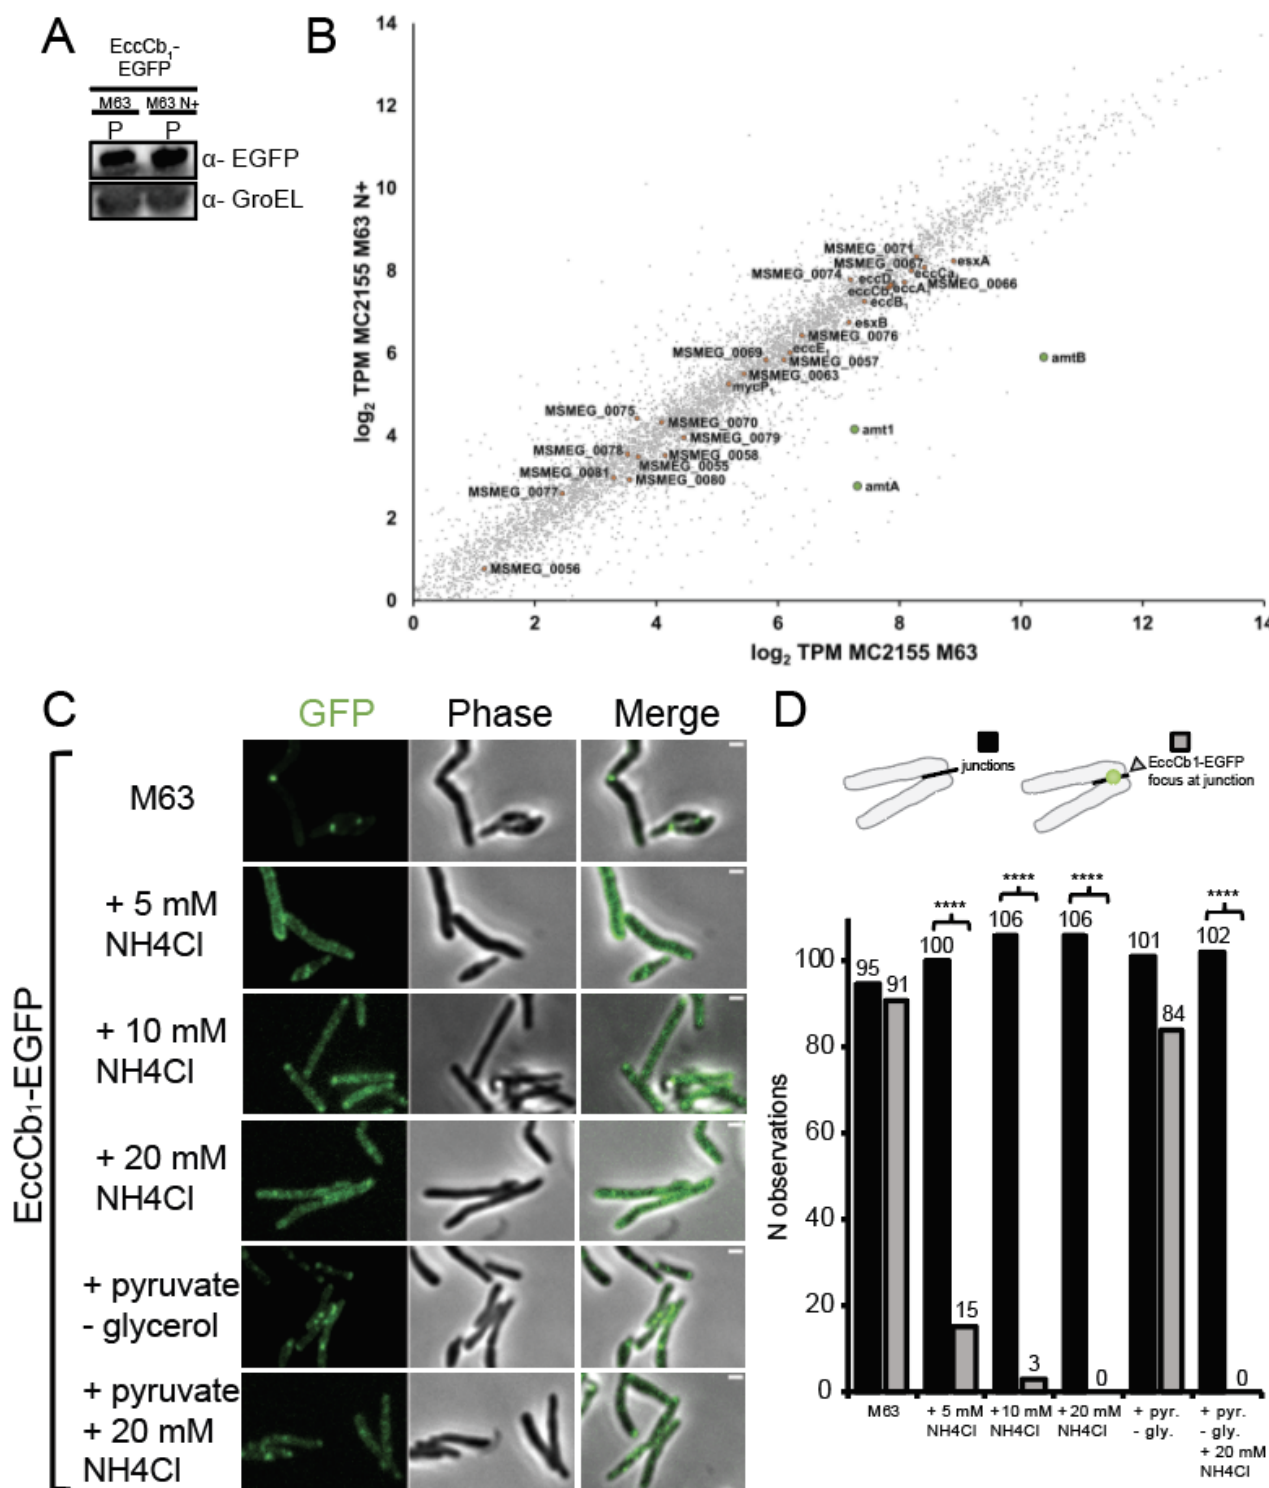 A
EccCb1-
EGFP
M63 M63 N+
P P
α- EGFP
α- GroEL
B
14
12
10
8
6
4
2
0
log2 TPM MC2155 M63 N+
MSMEG_0071
MSMEG_0067
esxA
MSMEG_0074
eccD1
eccCa1
eccCb1
eccA1
MSMEG_0066
eccB1
esxB
MSMEG_0076
MSMEG_0069
eccE1
MSMEG_0057
MSMEG_0063
mycP1
amtB
MSMEG_0075
MSMEG_0070
amt1
MSMEG_0079
MSMEG_0078
MSMEG_0058
MSMEG_0055
MSMEG_0081
MSMEG_0080
MSMEG_0077
amtA
MSMEG_0056
0 2 4 6 8 10 12 14
log2 TPM MC2155 M63
C
GFP Phase Merge
EccCb1-EGFP
M63
+ 5 mM
NH4Cl
+ 10 mM
NH4Cl
+ 20 mM
NH4Cl
+ pyruvate
- glycerol
+ pyruvate
+ 20 mM
NH4Cl
D
junctions
EccCb1-EGFP
focus at junction
N observations
100
80
60
40
20
0
95 91
**** 100 15
**** 106 3
**** 106 0
101 84
**** 102 0
M63
+ 5 mM
NH4Cl
+ 10 mM
NH4Cl
+ 20 mM
NH4Cl
+ pyr.
- gly.
+ pyr.
- gly.
+ 20 mM
NH4Cl